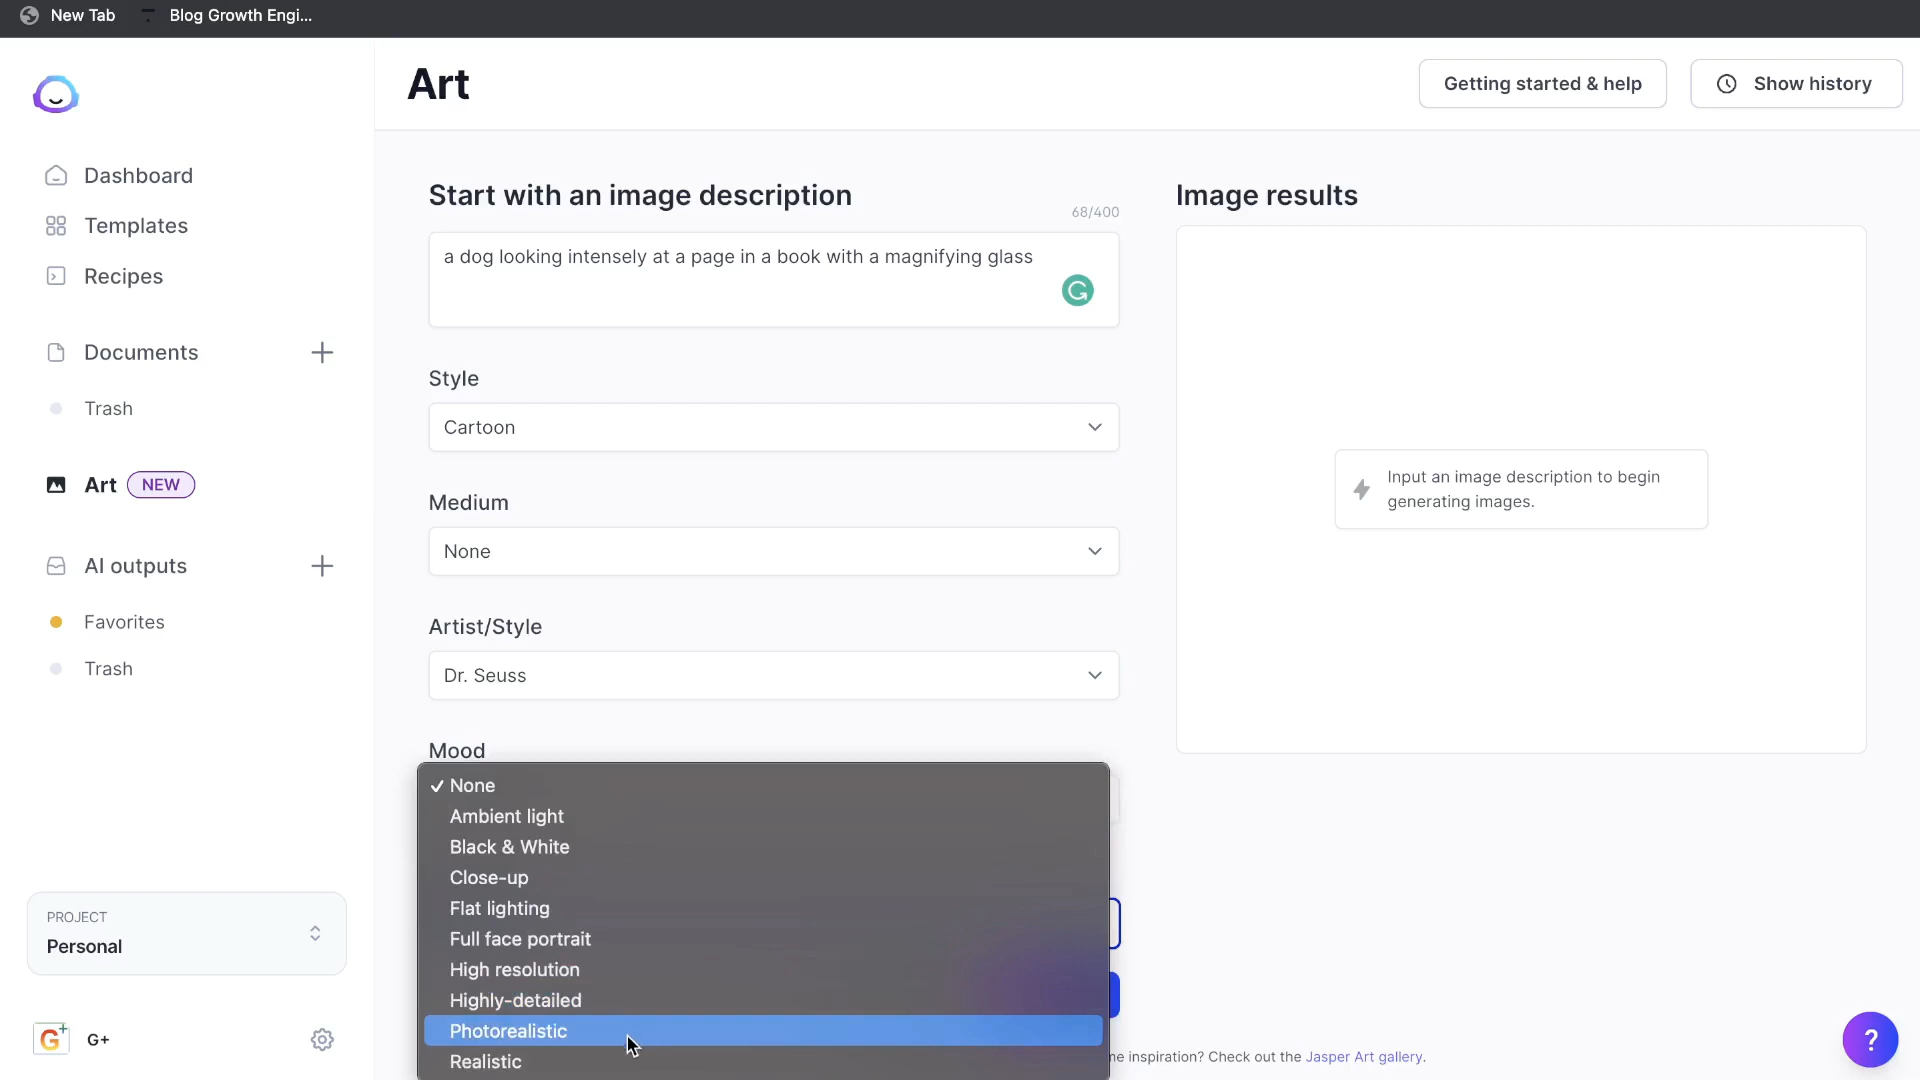 New Tab
Blog Growth Engi...
Art
Getting started & help
Show history
Dashboard
Templates
Recipes
Documents
Trash
Art NEW
AI outputs
Favorites
Trash
PROJECT
Personal
G+
Start with an image description
68/400
a dog looking intensely at a page in a book with a magnifying glass
Style
Cartoon
Medium
None
Artist/Style
Dr. Seuss
Mood
✓ None
Ambient light
Black & White
Close-up
Flat lighting
Full face portrait
High resolution
Highly-detailed
Photorealistic
Realistic
Image results
Input an image description to begin
generating images.
inspiration? Check out the Jasper Art gallery.
?